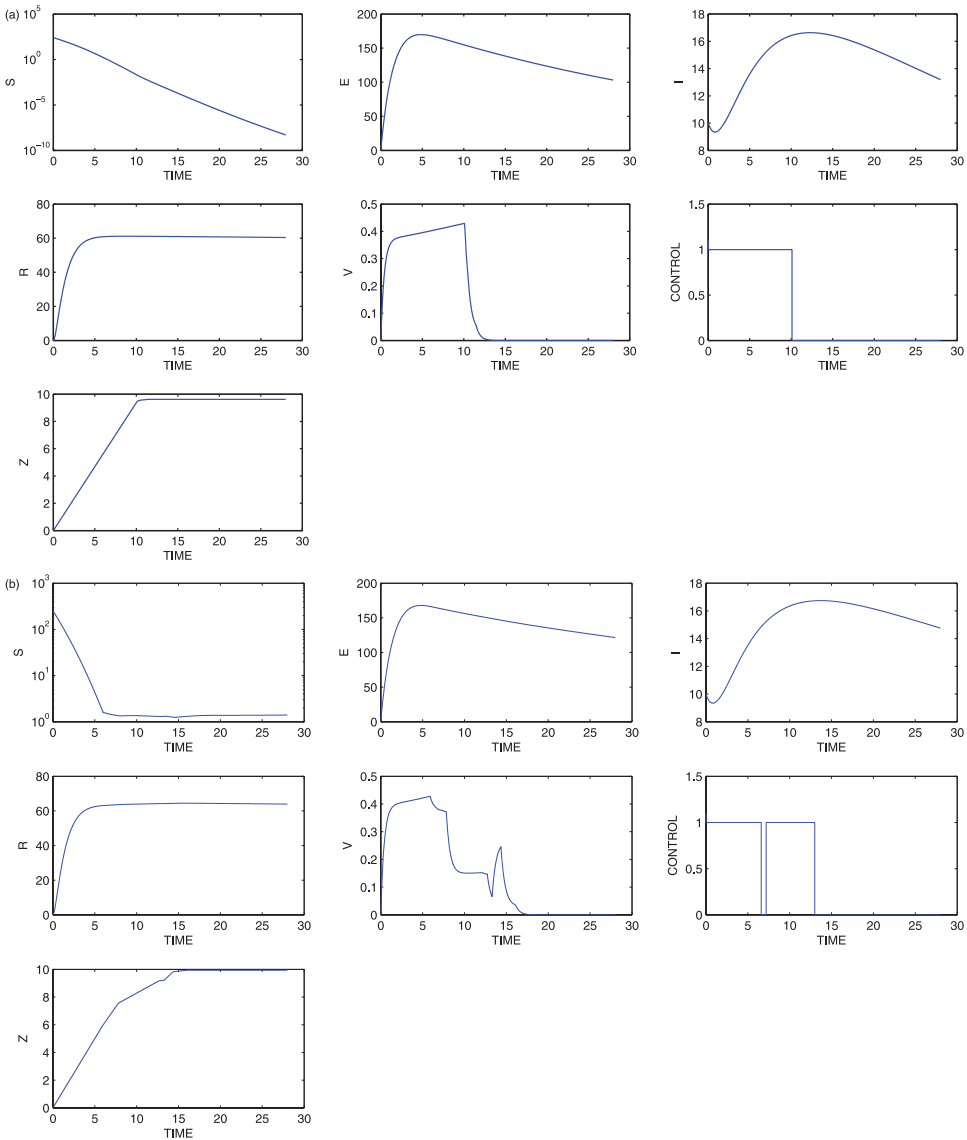 (a)
10^5
10^0
10^−5
10^−10
S
0 5 10 15 20 25 30
TIME
200
150
100
50
0
E
0 5 10 15 20 25 30
TIME
18
16
14
12
10
8
I
0 5 10 15 20 25 30
TIME
80
60
40
20
0
R
0 5 10 15 20 25 30
TIME
0.5
0.4
0.3
0.2
0.1
0
V
0 5 10 15 20 25 30
TIME
1.5
1
0.5
0
CONTROL
0 5 10 15 20 25 30
TIME
10
8
6
4
2
0
Z
0 5 10 15 20 25 30
TIME
(b)
10^3
10^2
10^1
10^0
S
0 5 10 15 20 25 30
TIME
200
150
100
50
0
E
0 5 10 15 20 25 30
TIME
18
16
14
12
10
8
I
0 5 10 15 20 25 30
TIME
80
60
40
20
0
R
0 5 10 15 20 25 30
TIME
0.5
0.4
0.3
0.2
0.1
0
V
0 5 10 15 20 25 30
TIME
1.5
1
0.5
0
CONTROL
0 5 10 15 20 25 30
TIME
10
8
6
4
2
0
Z
0 5 10 15 20 25 30
TIME